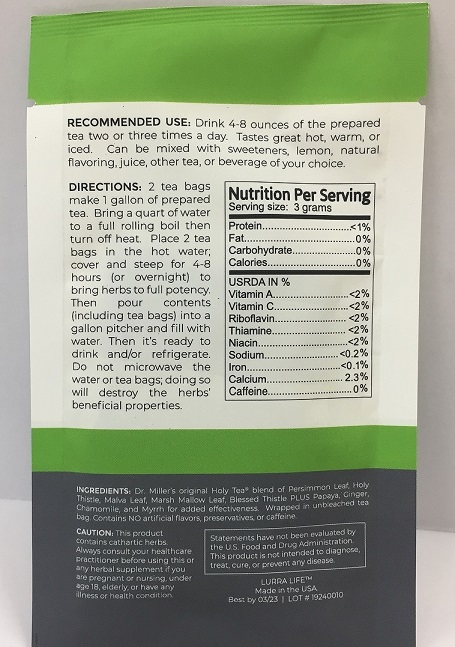 RECOMMENDED USE: Drink 4-8 ounces of the prepared
tea two or three times a day. Tastes great hot, warm, or
iced. Can be mixed with sweeteners, lemon, natural
flavoring, juice, other tea, or beverage of your choice.
DIRECTIONS: 2 tea bags
make 1 gallon of prepared
tea. Bring a quart of water
to a full rolling boil then
turn off heat. Place 2 tea
bags in the hot water;
cover and steep for 4-8
hours (or overnight) to
bring herbs to full potency.
Then pour contents
(including tea bags) into a
gallon pitcher and fill with
water. Then it's ready to
drink and/or refrigerate.
Do not microwave the
water or tea bags; doing so
will destroy the herbs'
beneficial properties.
Nutrition Per Serving
Serving size: 3 grams
Protein..............................<1%
Fat......................................0%
Carbohydrate....................0%
Calories.............................0%
USRDA IN %
Vitamin A........................<2%
Vitamin C........................<2%
Riboflavin........................<2%
Thiamine.........................<2%
Niacin..............................<2%
Sodium.........................<0.2%
Iron...............................<0.1%
Calcium.......................... 2.3%
Caffeine............................ 0%
INGREDIENTS: Dr. Miller's original Holy Tea® blend of Persimmon Leaf, Holy
Thistle, Malva Leaf, Marsh Mallow Leaf, Blessed Thistle PLUS Papaya, Ginger,
Chamomile, and Myrrh for added effectiveness. Wrapped in unbleached tea
bag. Contains NO artificial flavors, preservatives, or caffeine.
CAUTION: This product
contains cathartic herbs.
Always consult your healthcare
practitioner before using this or
any herbal supplement if you
are pregnant or nursing, under
age 18, elderly, or have any
illness or health condition.
Statements have not been evaluated by
the U.S. Food and Drug Administration.
This product is not intended to diagnose,
treat, cure, or prevent any disease.
LURRA LIFE™
Made in the USA
Best by 03/23 | LOT # 19240010